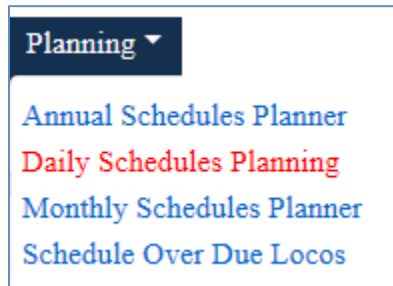 Planning
Annual Schedules Planner
Daily Schedules Planning
Monthly Schedules Planner
Schedule Over Due Locos